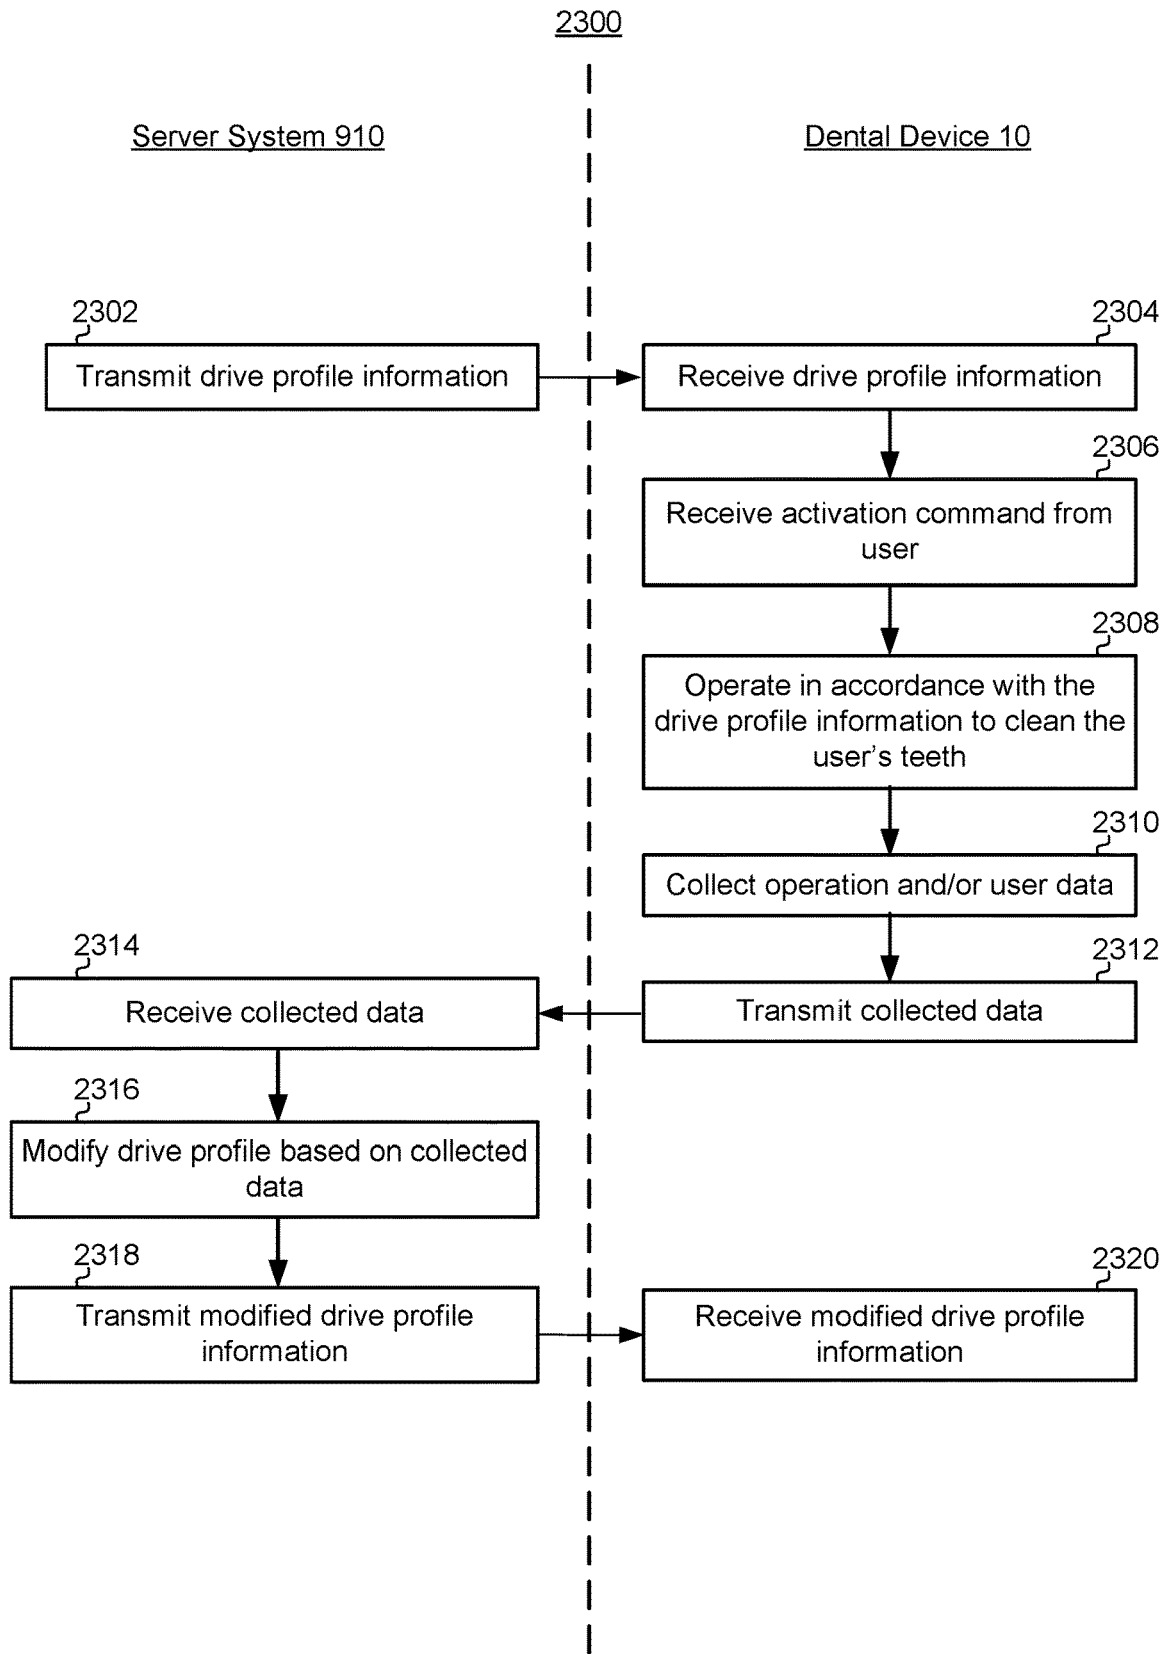 2300
Server System 910
Dental Device 10
2302
Transmit drive profile information
2304
Receive drive profile information
2306
Receive activation command from
user
2308
Operate in accordance with the
drive profile information to clean the
user's teeth
2310
Collect operation and/or user data
2312
Transmit collected data
2314
Receive collected data
2316
Modify drive profile based on collected
data
2318
Transmit modified drive profile
information
2320
Receive modified drive profile
information